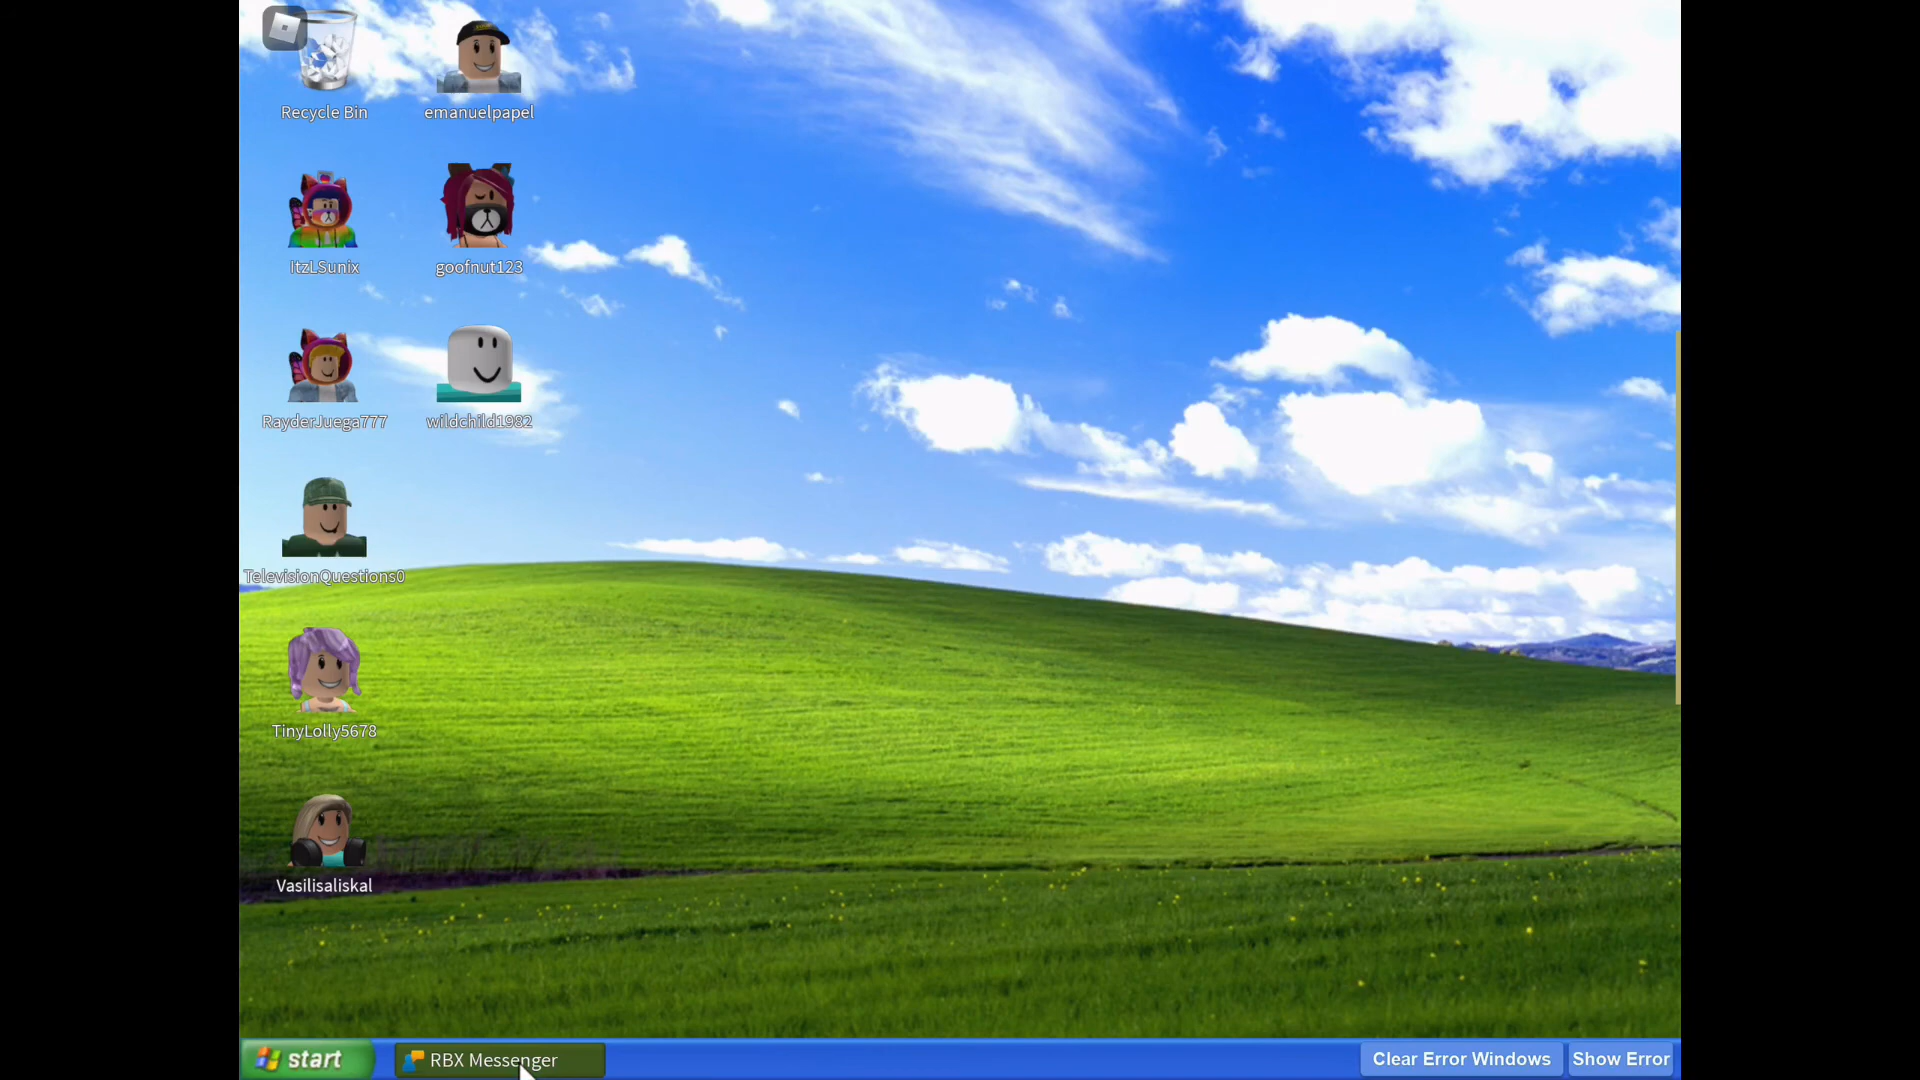 Recycle Bin
emanuelpapel
ItzLSunix
goofnut123
RayderJuega777
wildchild1982
TelevisionQuestions0
TinyLolly5678
Vasilisaliskal
start
RBX Messenger
Clear Error Windows
Show Error